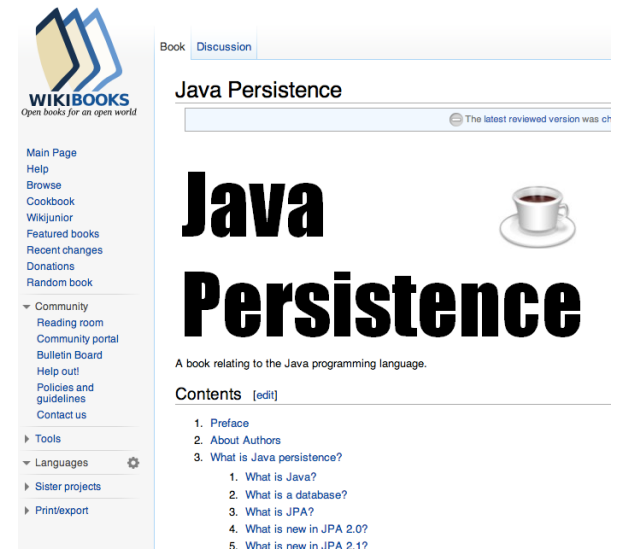 WIKIBOOKS
Open books for an open world
Main Page
Help
Browse
Cookbook
Wikijunior
Featured books
Recent changes
Donations
Random book
Community
Reading room
Community portal
Bulletin Board
Help out!
Policies and
guidelines
Contact us
Tools
Languages
Sister projects
Print/export
Book Discussion
Java Persistence
The latest reviewed version was ch
Java
Persistence
A book relating to the Java programming language.
Contents [edit]
1. Preface
2. About Authors
3. What is Java persistence?
1. What is Java?
2. What is a database?
3. What is JPA?
4. What is new in JPA 2.0?
5. What is new in JPA 2.1?